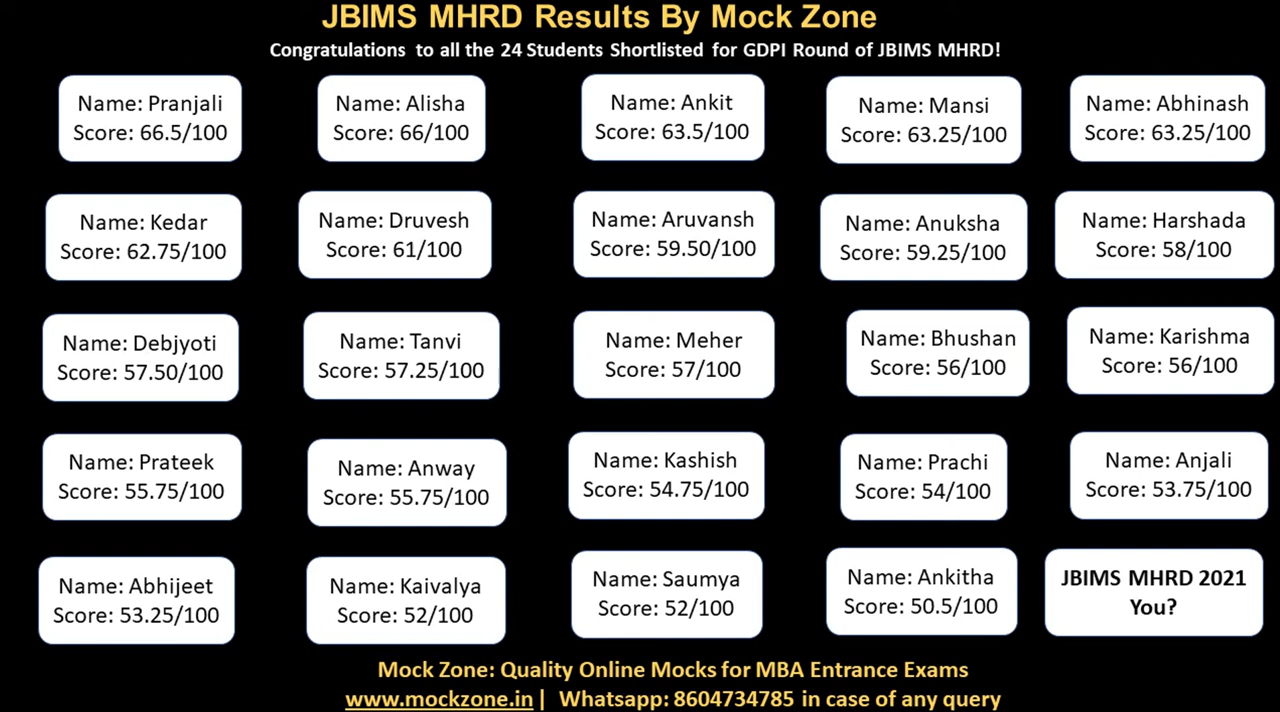 JBIMS MHRD Results By Mock Zone
Congratulations to all the 24 Students Shortlisted for GDPI Round of JBIMS MHRD!
Name: Pranjali
Score: 66.5/100
Name: Alisha
Score: 66/100
Name: Ankit
Score: 63.5/100
Name: Mansi
Score: 63.25/100
Name: Abhinash
Score: 63.25/100
Name: Kedar
Score: 62.75/100
Name: Druvesh
Score: 61/100
Name: Aruvansh
Score: 59.50/100
Name: Anuksha
Score: 59.25/100
Name: Harshada
Score: 58/100
Name: Debjyoti
Score: 57.50/100
Name: Tanvi
Score: 57.25/100
Name: Meher
Score: 57/100
Name: Bhushan
Score: 56/100
Name: Karishma
Score: 56/100
Name: Prateek
Score: 55.75/100
Name: Anway
Score: 55.75/100
Name: Kashish
Score: 54.75/100
Name: Prachi
Score: 54/100
Name: Anjali
Score: 53.75/100
Name: Abhijeet
Score: 53.25/100
Name: Kaivalya
Score: 52/100
Name: Saumya
Score: 52/100
Name: Ankitha
Score: 50.5/100
JBIMS MHRD 2021
You?
Mock Zone: Quality Online Mocks for MBA Entrance Exams
www.mockzone.in | Whatsapp: 8604734785 in case of any query